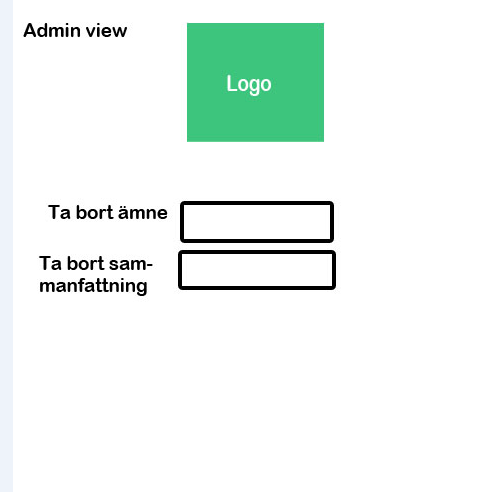 Admin view
Logo
Ta bort ämne
Ta bort sam-
manfattning